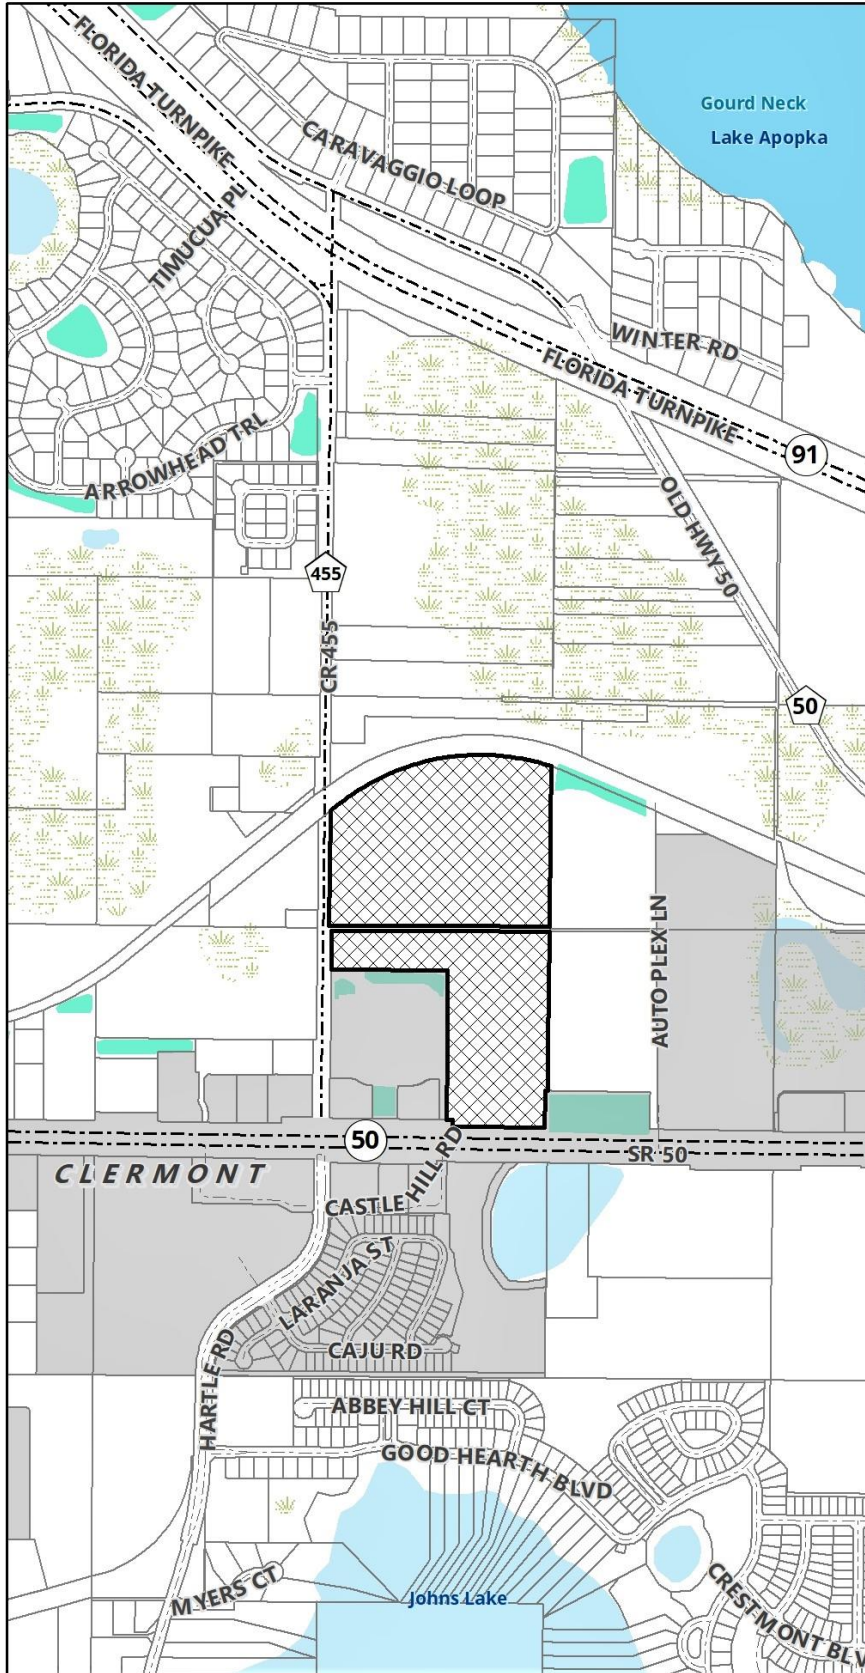 FLORIDA TURNPIKE
Gourd Neck
Lake Apopka
CARAVAGGIO LOOP
TIMUCUA PL
WINTER RD
FLORIDA TURNPIKE
91
ARROWHEAD TRL
OLD HWY 50
455
CR 455
50
AUTO PLEX LN
50
SR 50
CLERMONT
CASTLE HILL RD
LARANJA ST
HARTLE RD
CAJU RD
ABBEY HILL CT
GOOD HEARTH BLVD
MYERS CT
Johns Lake
CRESTMONT BLV